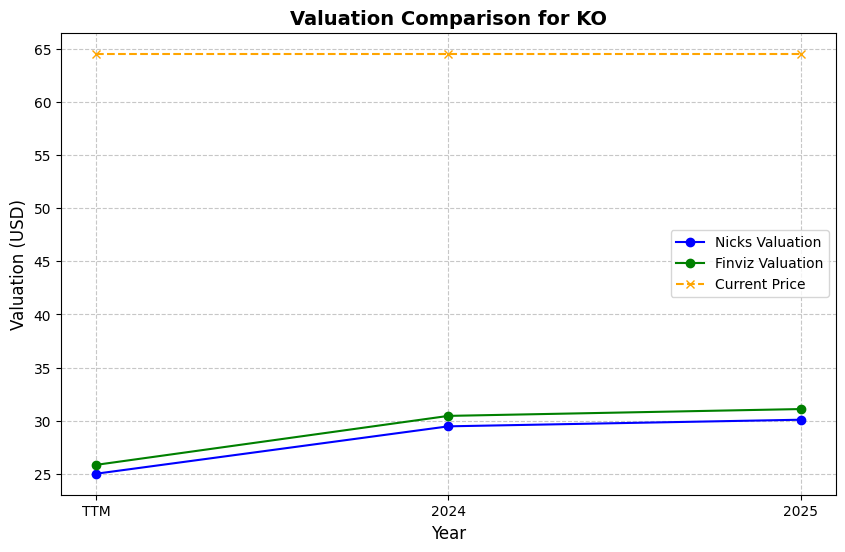 Valuation Comparison for KO
Valuation (USD)
65
60
55
50
45
40
35
30
25
Nicks Valuation
Finviz Valuation
Current Price
TTM 2024 2025
Year